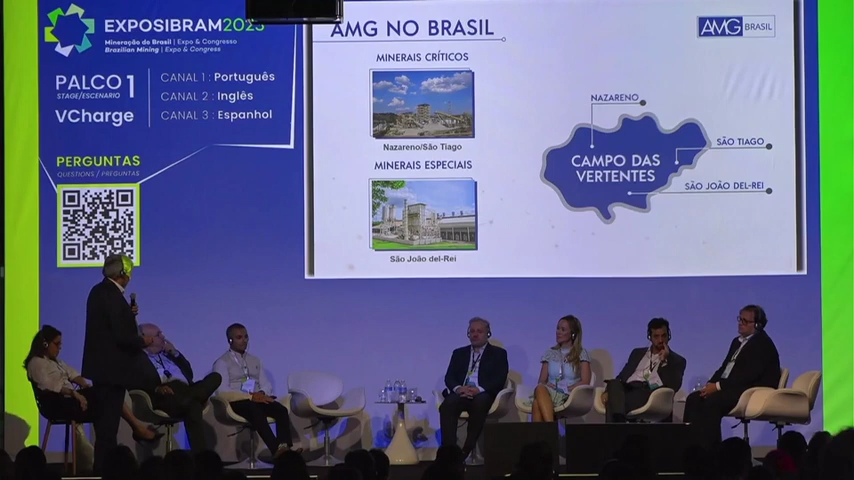 EXPOSIBRAM2023
Mineração do Brasil | Expo & Congresso
Brazilian Mining | Expo & Congress
PALCO 1
STAGE/ESCENARIO
VCharge
CANAL 1 : Português
CANAL 2 : Inglês
CANAL 3 : Espanhol
PERGUNTAS
QUESTIONS / PREGUNTAS
AMG NO BRASIL
AMG BRASIL
MINERAIS CRÍTICOS
Nazareno/São Tiago
MINERAIS ESPECIAIS
São João del-Rei
NAZARENO
CAMPO DAS
VERTENTES
SÃO TIAGO
SÃO JOÃO DEL-REI